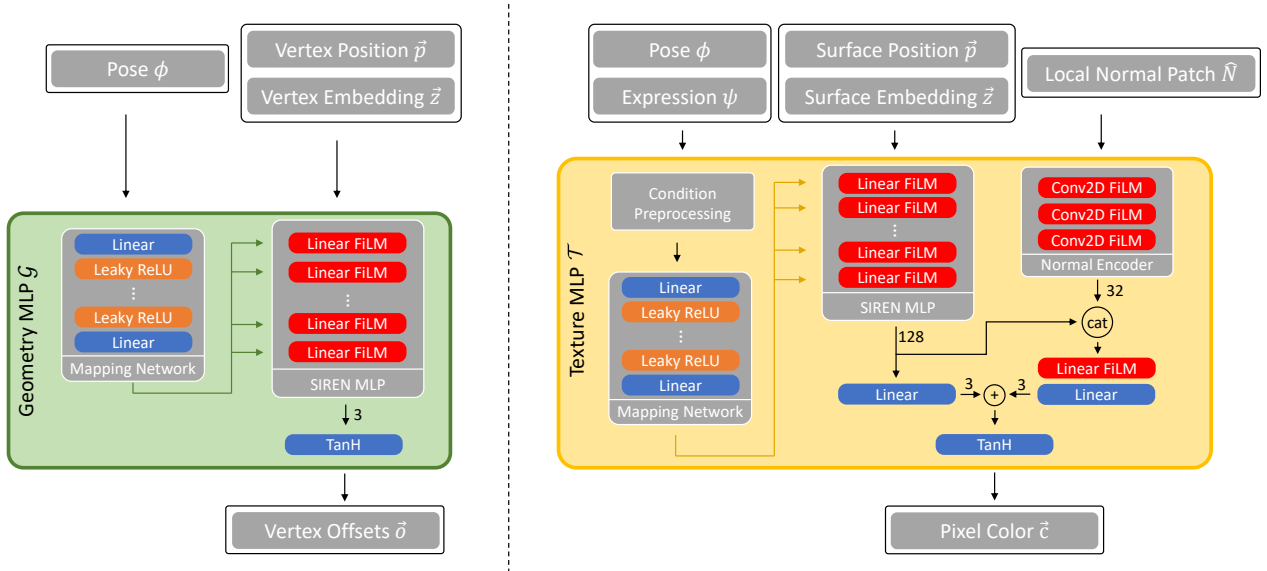 Pose ϕ
Vertex Position p⃗
Vertex Embedding z⃗
Geometry MLP 𝒢
Linear
Leaky ReLU
⋮
Leaky ReLU
Linear
Mapping Network
Linear FiLM
Linear FiLM
⋮
Linear FiLM
Linear FiLM
SIREN MLP
3
TanH
Vertex Offsets o⃗
Pose ϕ
Expression ψ
Surface Position p⃗
Surface Embedding z⃗
Local Normal Patch N̂
Texture MLP 𝒯
Condition
Preprocessing
Linear
Leaky ReLU
⋮
Leaky ReLU
Linear
Mapping Network
Linear FiLM
Linear FiLM
⋮
Linear FiLM
Linear FiLM
SIREN MLP
128
Conv2D FiLM
Conv2D FiLM
Conv2D FiLM
Normal Encoder
32
cat
Linear FiLM
Linear
3
+
3
Linear
TanH
Pixel Color c⃗